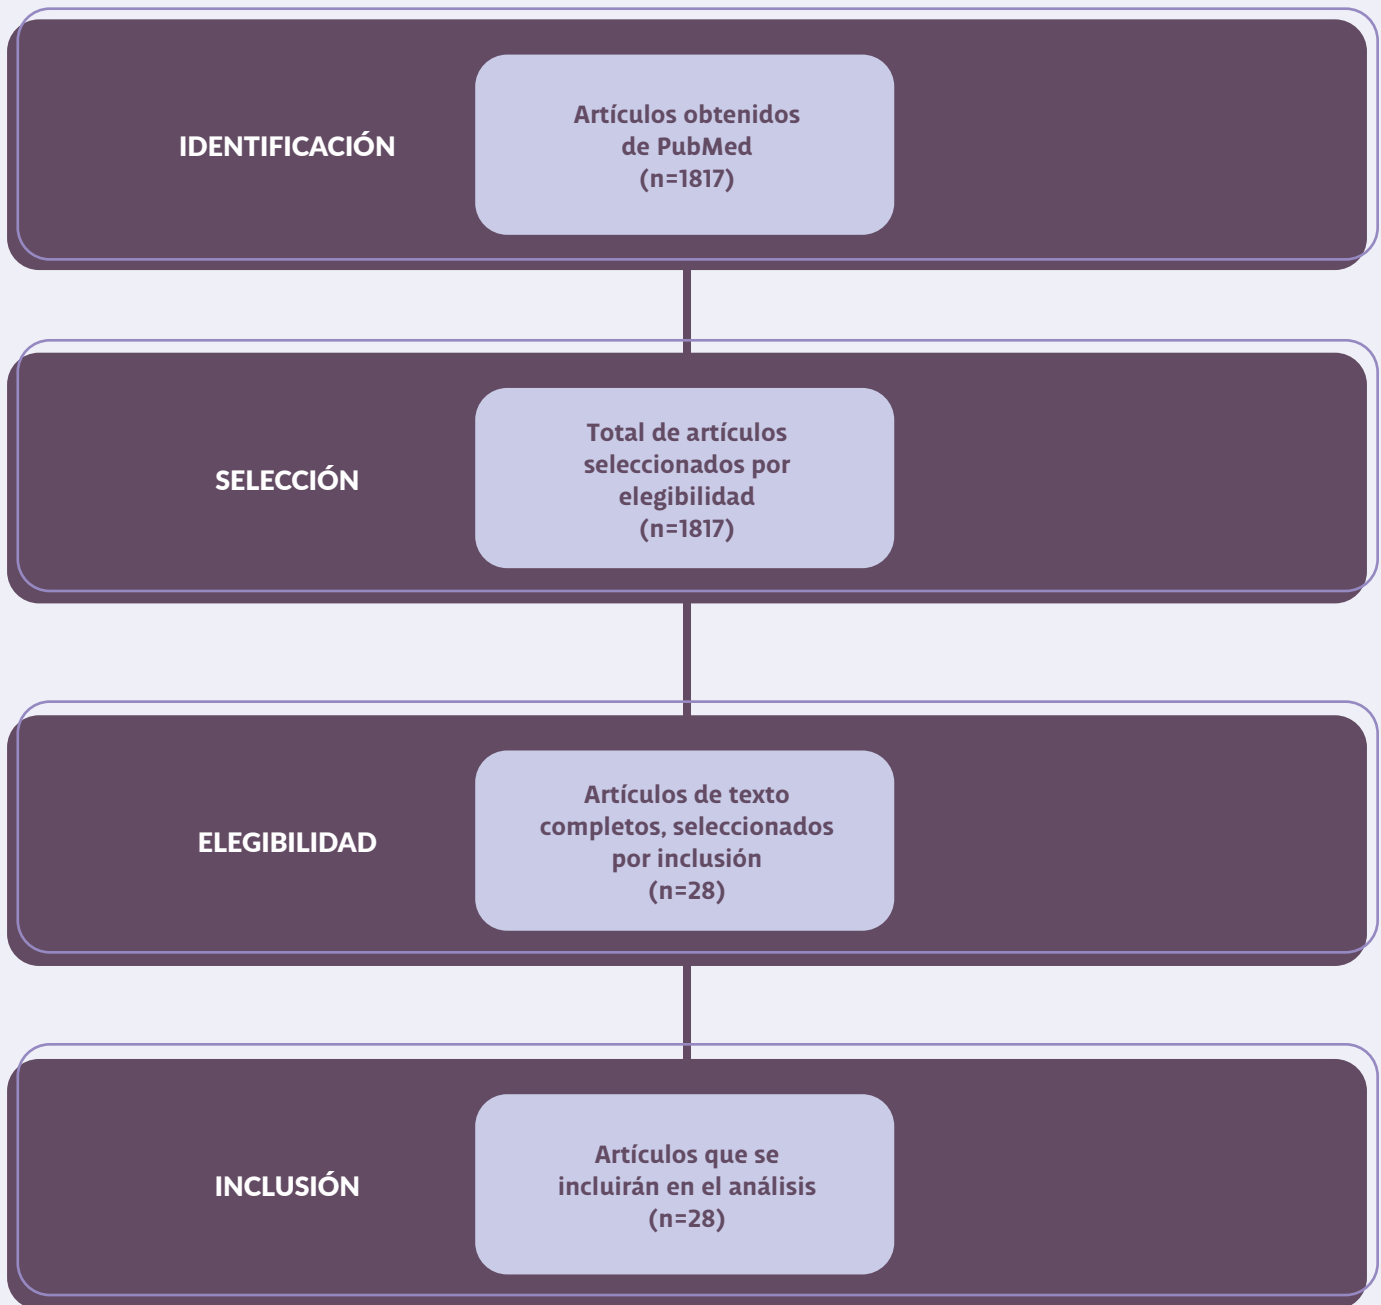 IDENTIFICACIÓN
Artículos obtenidos
de PubMed
(n=1817)
SELECCIÓN
Total de artículos
seleccionados por
elegibilidad
(n=1817)
ELEGIBILIDAD
Artículos de texto
completos, seleccionados
por inclusión
(n=28)
INCLUSIÓN
Artículos que se
incluirán en el análisis
(n=28)